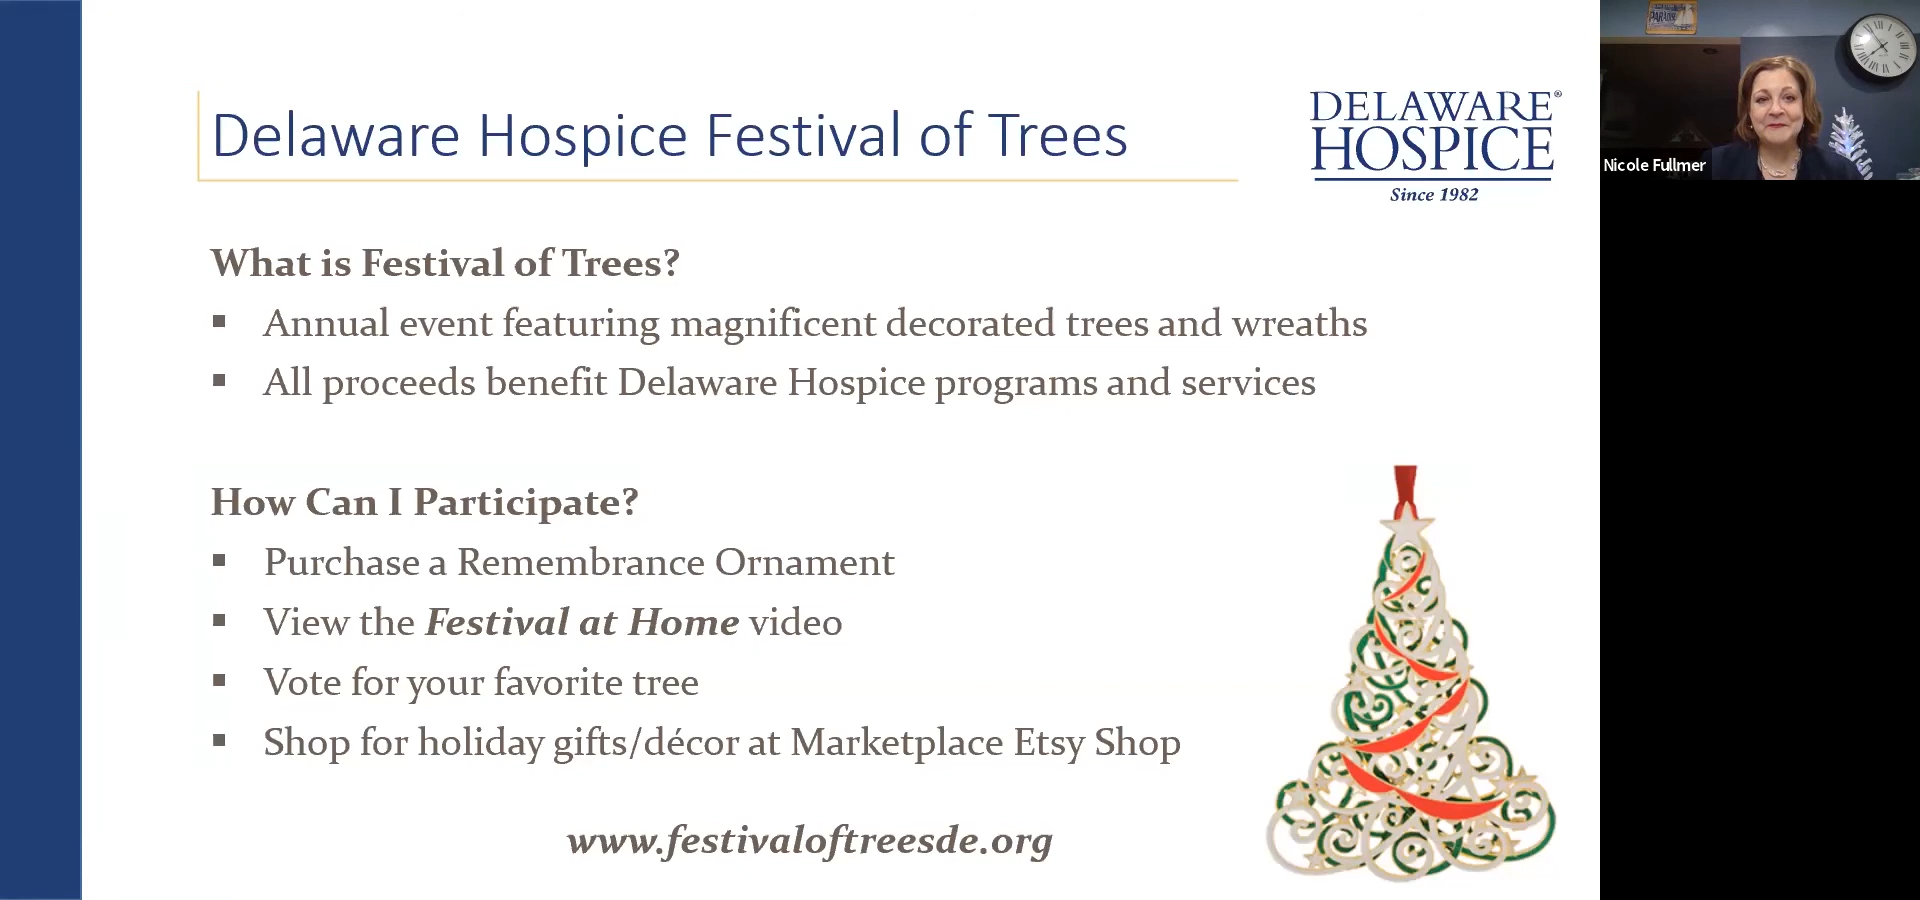 Delaware Hospice Festival of Trees
DELAWARE®
HOSPICE
Since 1982
What is Festival of Trees?
▪ Annual event featuring magnificent decorated trees and wreaths
▪ All proceeds benefit Delaware Hospice programs and services
How Can I Participate?
▪ Purchase a Remembrance Ornament
▪ View the Festival at Home video
▪ Vote for your favorite tree
▪ Shop for holiday gifts/décor at Marketplace Etsy Shop
www.festivaloftreesde.org
PARADISE
Nicole Fullmer